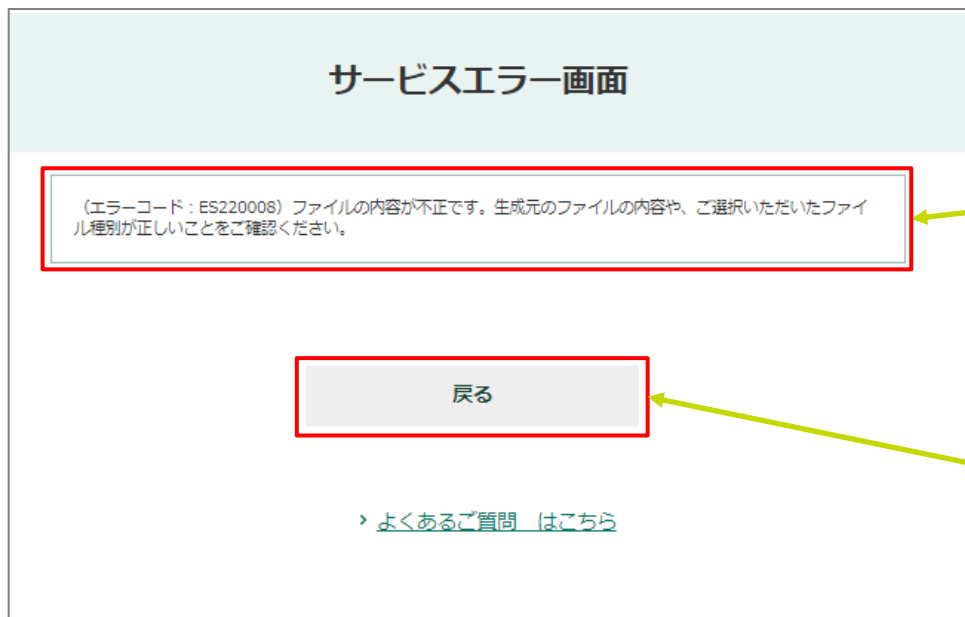 サービスエラー画面
（エラーコード：ES220008）ファイルの内容が不正です。生成元のファイルの内容や、ご選択いただいたファイ
ル種別が正しいことをご確認ください。
戻る
› よくあるご質問　はこちら